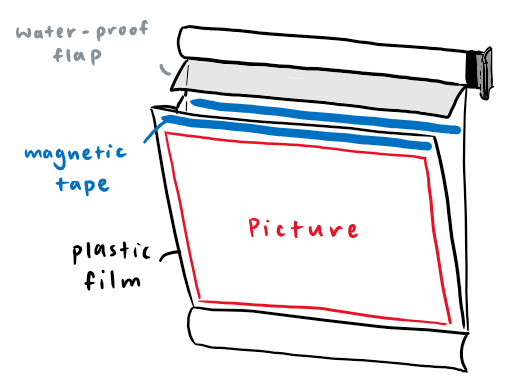 water-proof
flap
magnetic
tape
Picture
plastic
film